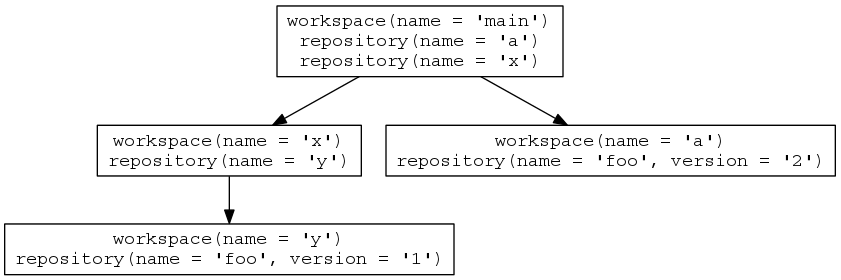 workspace(name = 'main')
repository(name = 'a')
repository(name = 'x')
workspace(name = 'x')
repository(name = 'y')
workspace(name = 'a')
repository(name = 'foo', version = '2')
workspace(name = 'y')
repository(name = 'foo', version = '1')